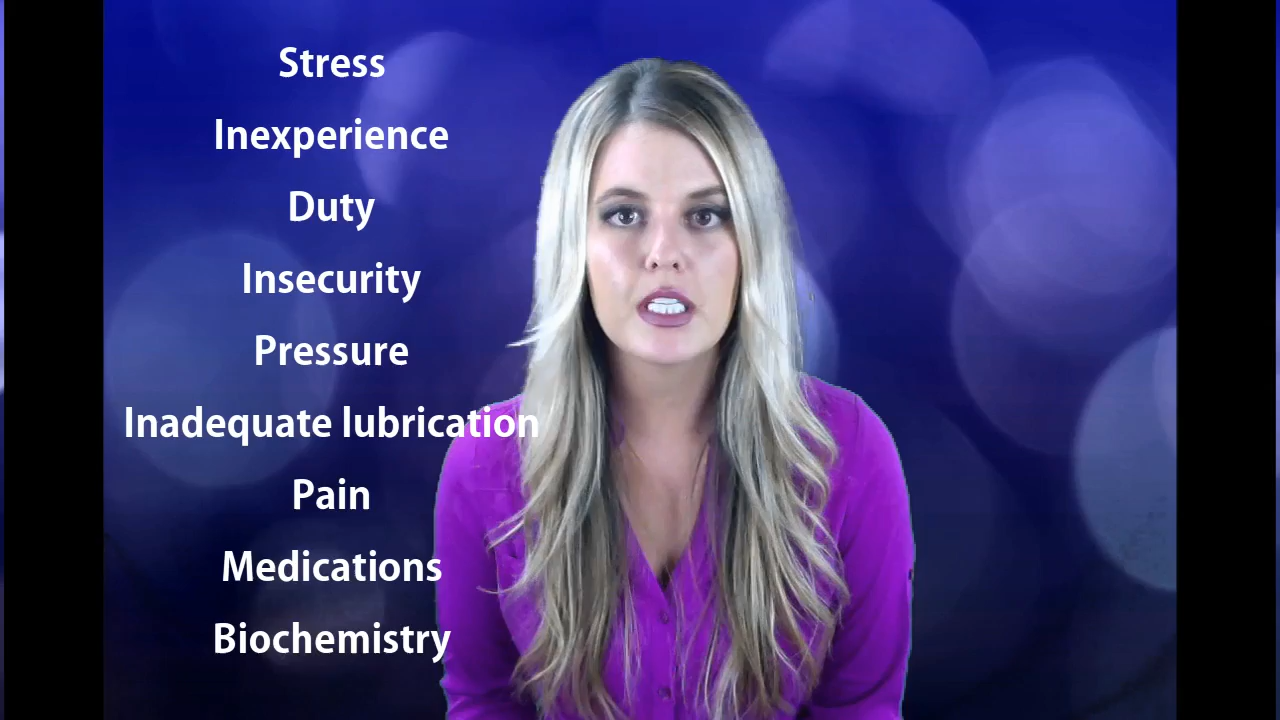 Stress
Inexperience
Duty
Insecurity
Pressure
Inadequate lubrication
Pain
Medications
Biochemistry